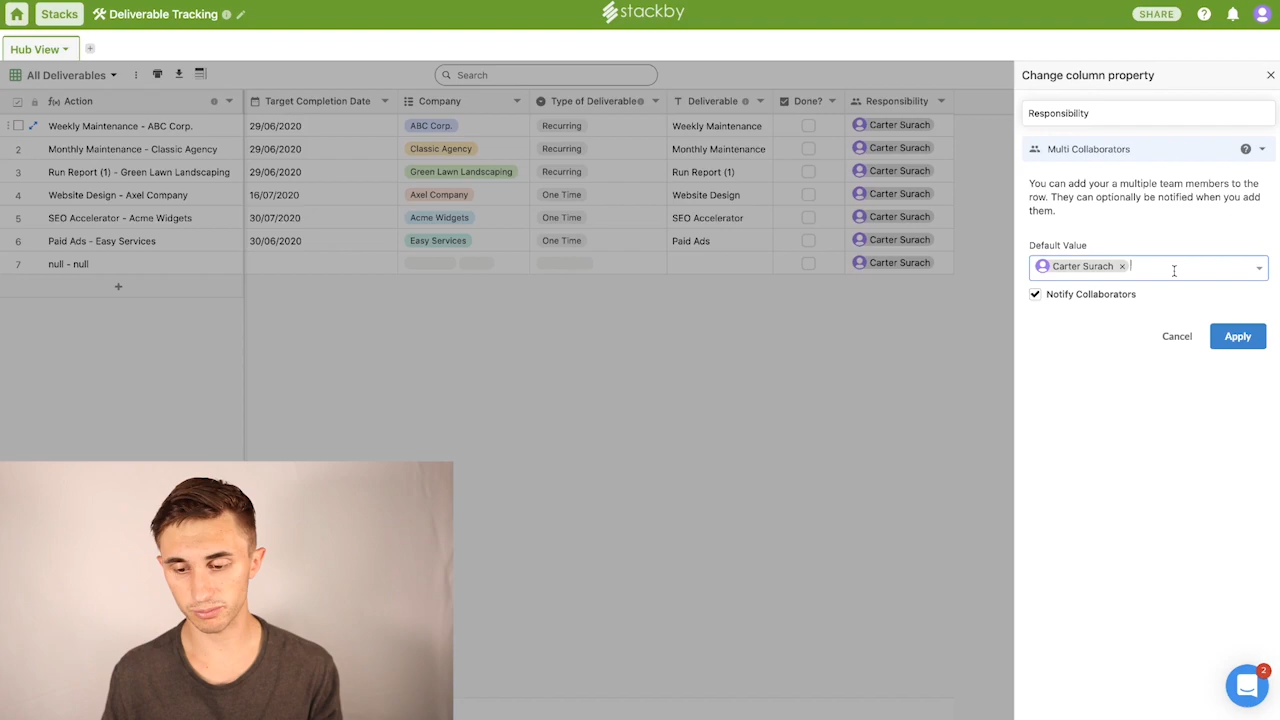 Stacks
Deliverable Tracking
stackby
SHARE
Hub View
All Deliverables
Search
Action
Target Completion Date
Company
Type of Deliverable
Deliverable
Done?
Responsibility
Weekly Maintenance - ABC Corp.
29/06/2020
ABC Corp.
Recurring
Weekly Maintenance
Carter Surach
2
Monthly Maintenance - Classic Agency
29/06/2020
Classic Agency
Recurring
Monthly Maintenance
Carter Surach
3
Run Report (1) - Green Lawn Landscaping
29/06/2020
Green Lawn Landscaping
Recurring
Run Report (1)
Carter Surach
4
Website Design - Axel Company
16/07/2020
Axel Company
One Time
Website Design
Carter Surach
5
SEO Accelerator - Acme Widgets
30/07/2020
Acme Widgets
One Time
SEO Accelerator
Carter Surach
6
Paid Ads - Easy Services
30/06/2020
Easy Services
One Time
Paid Ads
Carter Surach
7
null - null
Carter Surach
Change column property
Responsibility
Multi Collaborators
You can add your a multiple team members to the
row. They can optionally be notified when you add
them.
Default Value
Carter Surach
Notify Collaborators
Cancel
Apply
2